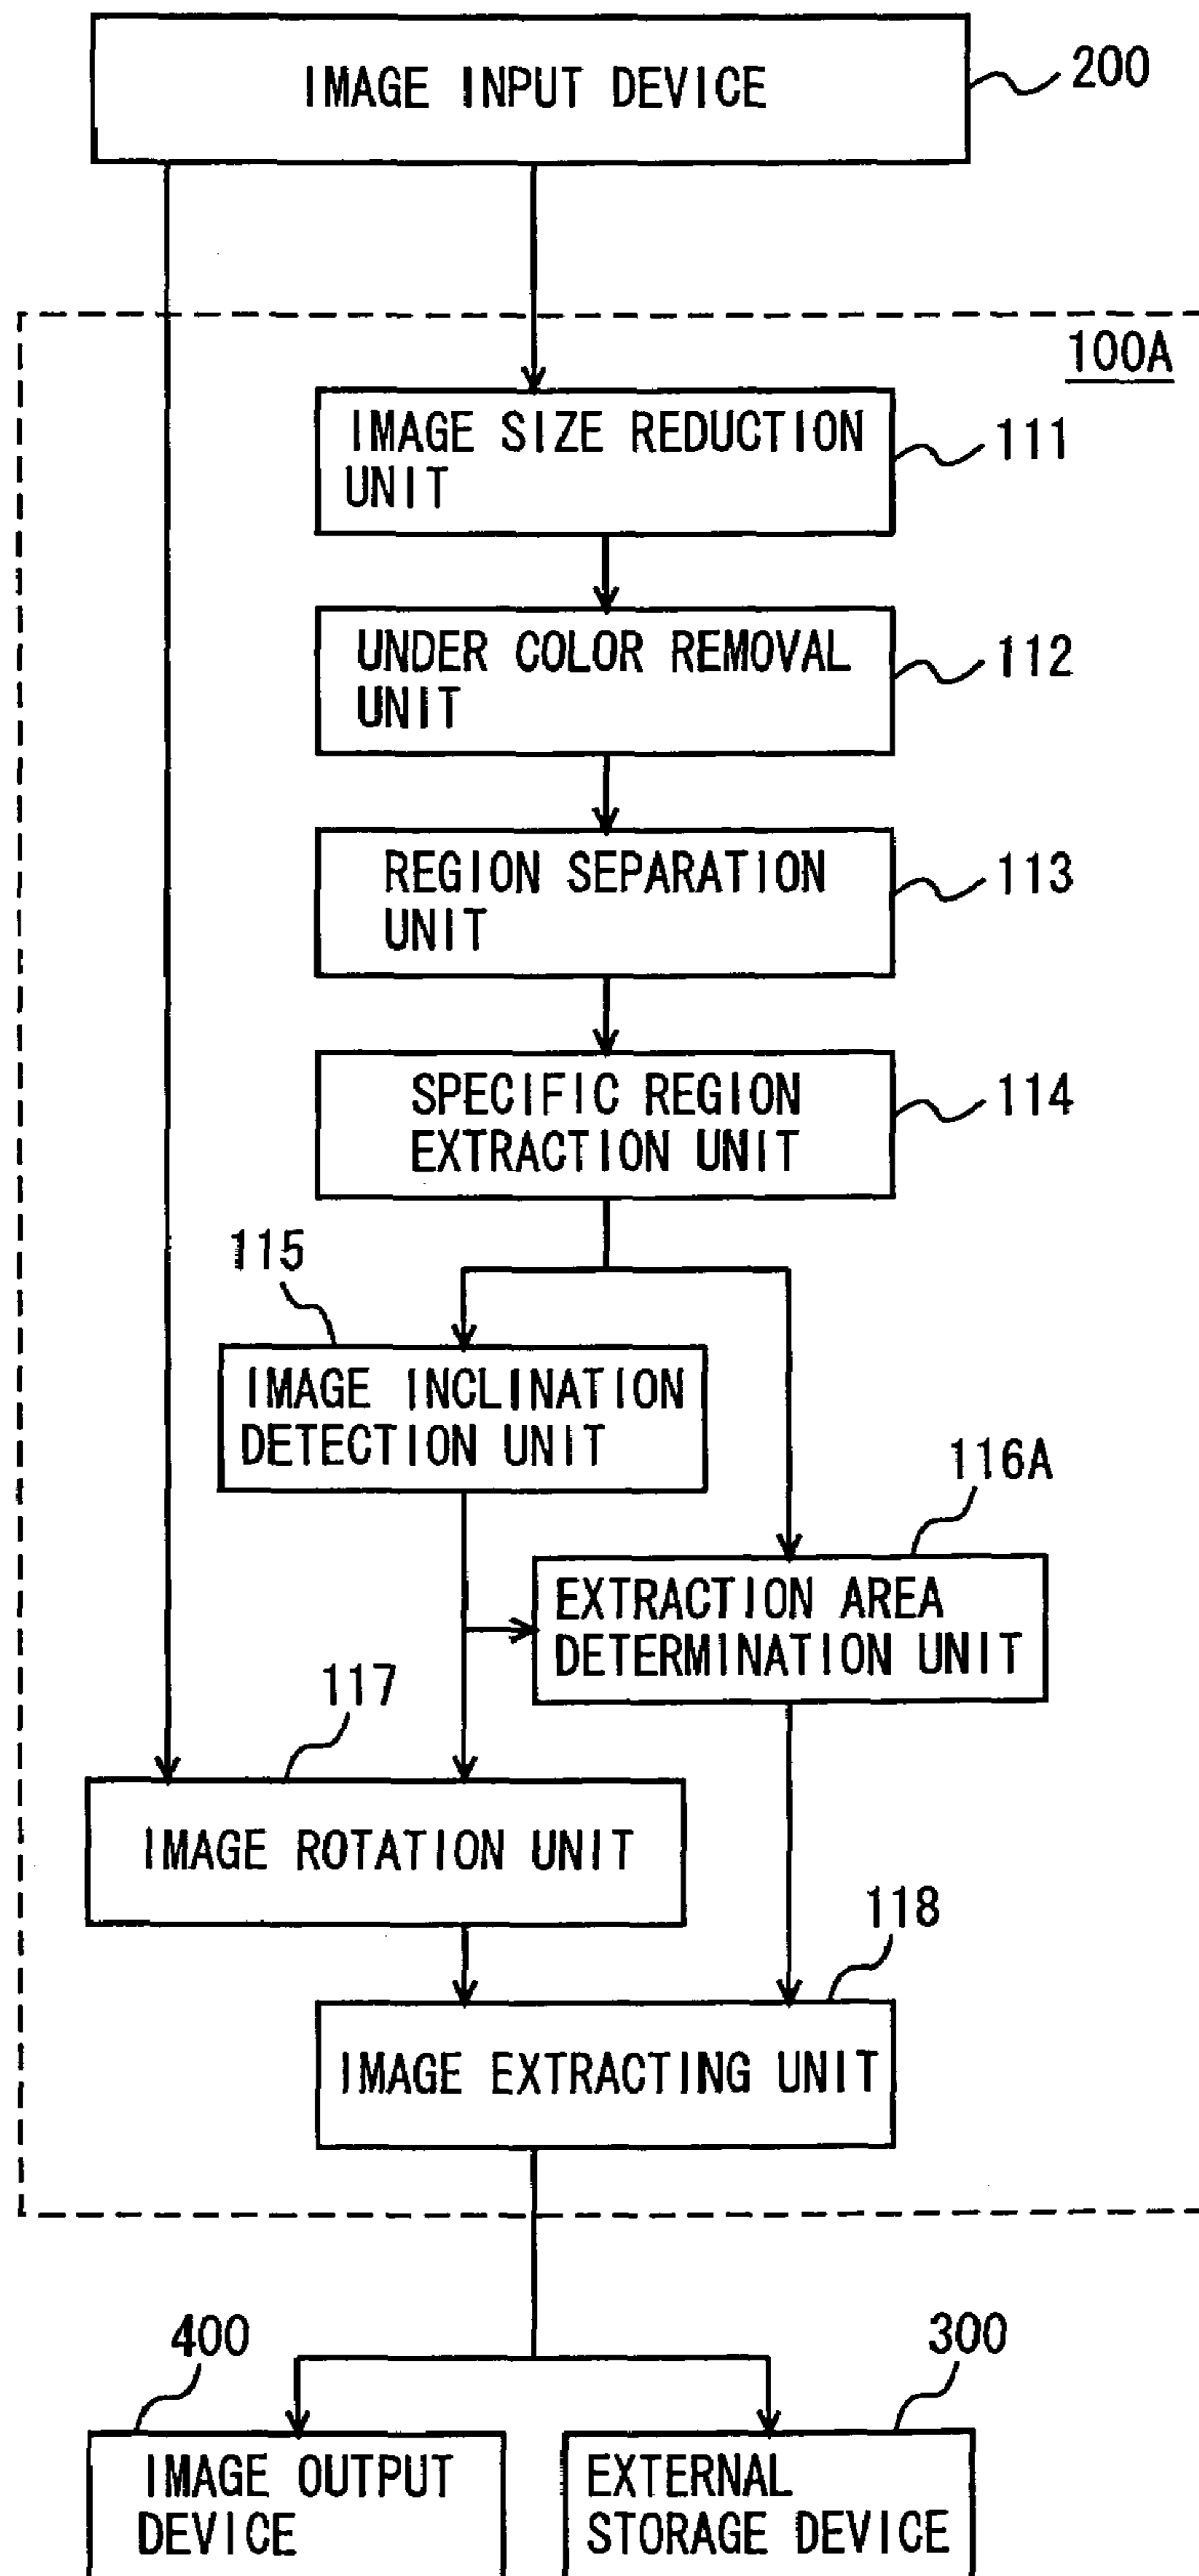 IMAGE INPUT DEVICE
200
100A
IMAGE SIZE REDUCTION
UNIT
111
UNDER COLOR REMOVAL
UNIT
112
REGION SEPARATION
UNIT
113
SPECIFIC REGION
EXTRACTION UNIT
114
115
IMAGE INCLINATION
DETECTION UNIT
116A
EXTRACTION AREA
DETERMINATION UNIT
117
IMAGE ROTATION UNIT
118
IMAGE EXTRACTING UNIT
400
300
IMAGE OUTPUT
DEVICE
EXTERNAL
STORAGE DEVICE